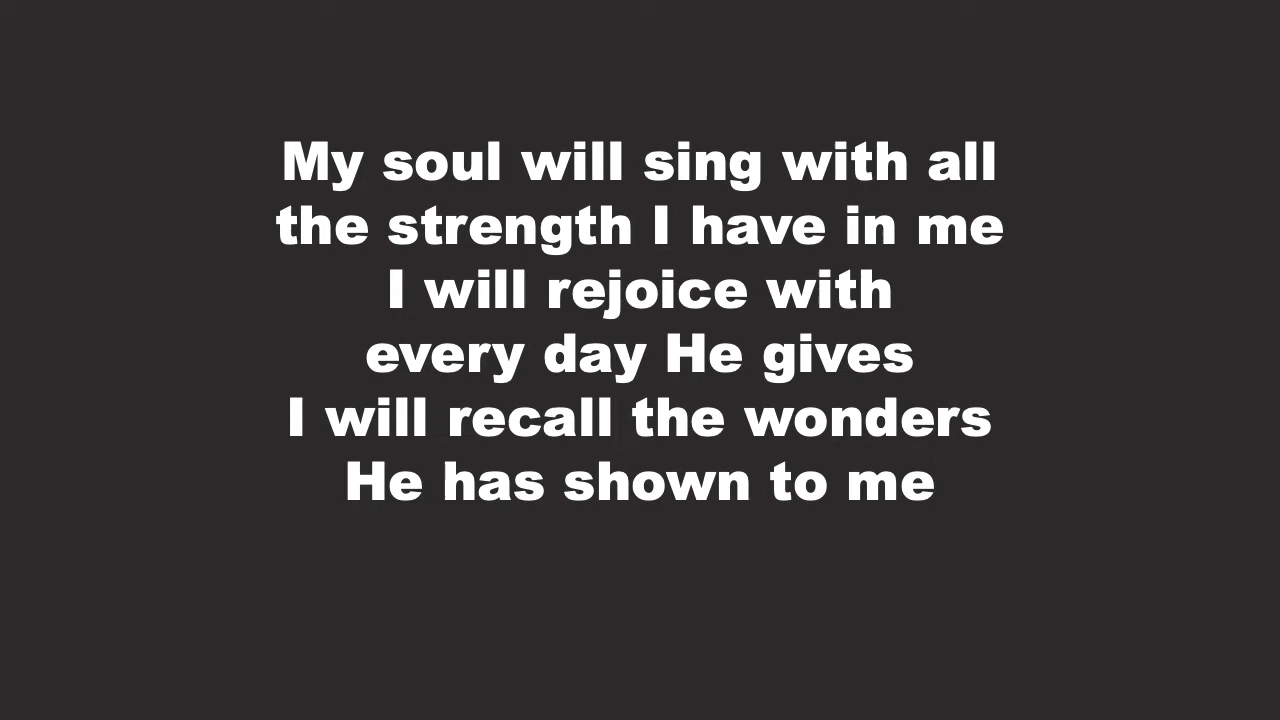 My soul will sing with all
the strength I have in me
I will rejoice with
every day He gives
I will recall the wonders
He has shown to me